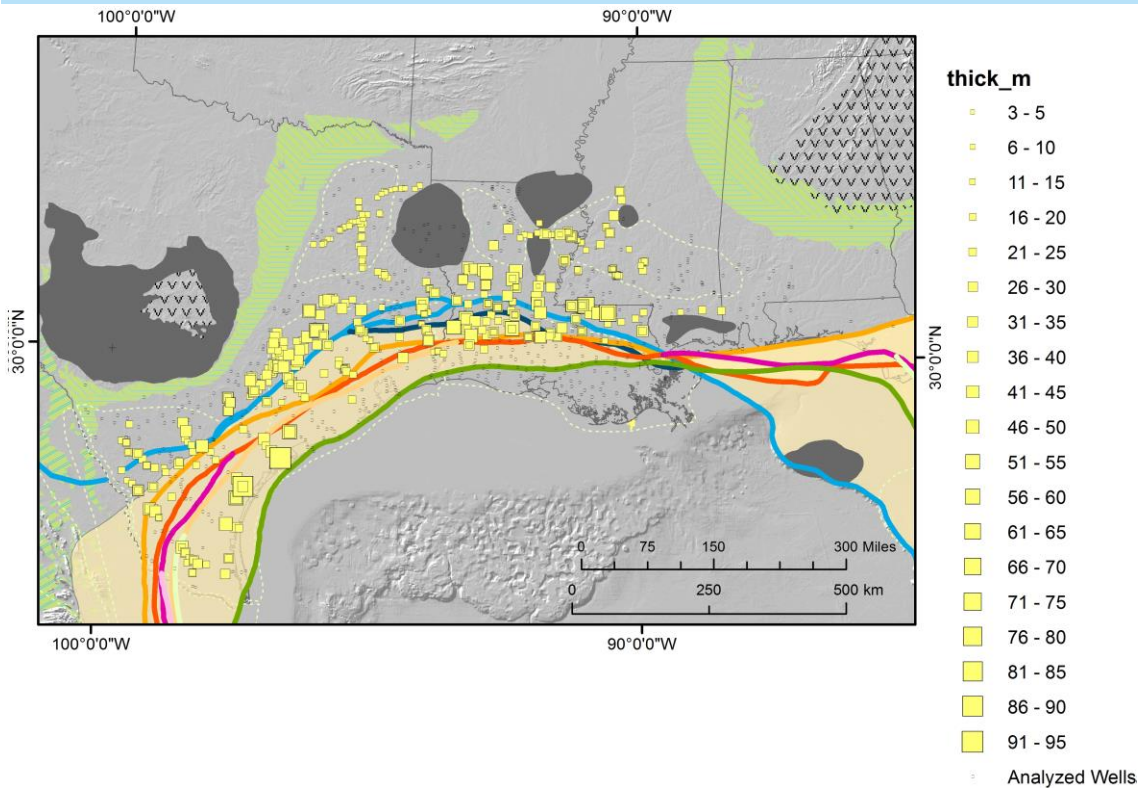 100°0'0"W
90°0'0"W
30°0'0"N
30°0'0"N
0 75 150 300 Miles
0 250 500 km
100°0'0"W
90°0'0"W
thick_m
3 - 5
6 - 10
11 - 15
16 - 20
21 - 25
26 - 30
31 - 35
36 - 40
41 - 45
46 - 50
51 - 55
56 - 60
61 - 65
66 - 70
71 - 75
76 - 80
81 - 85
86 - 90
91 - 95
Analyzed Wells